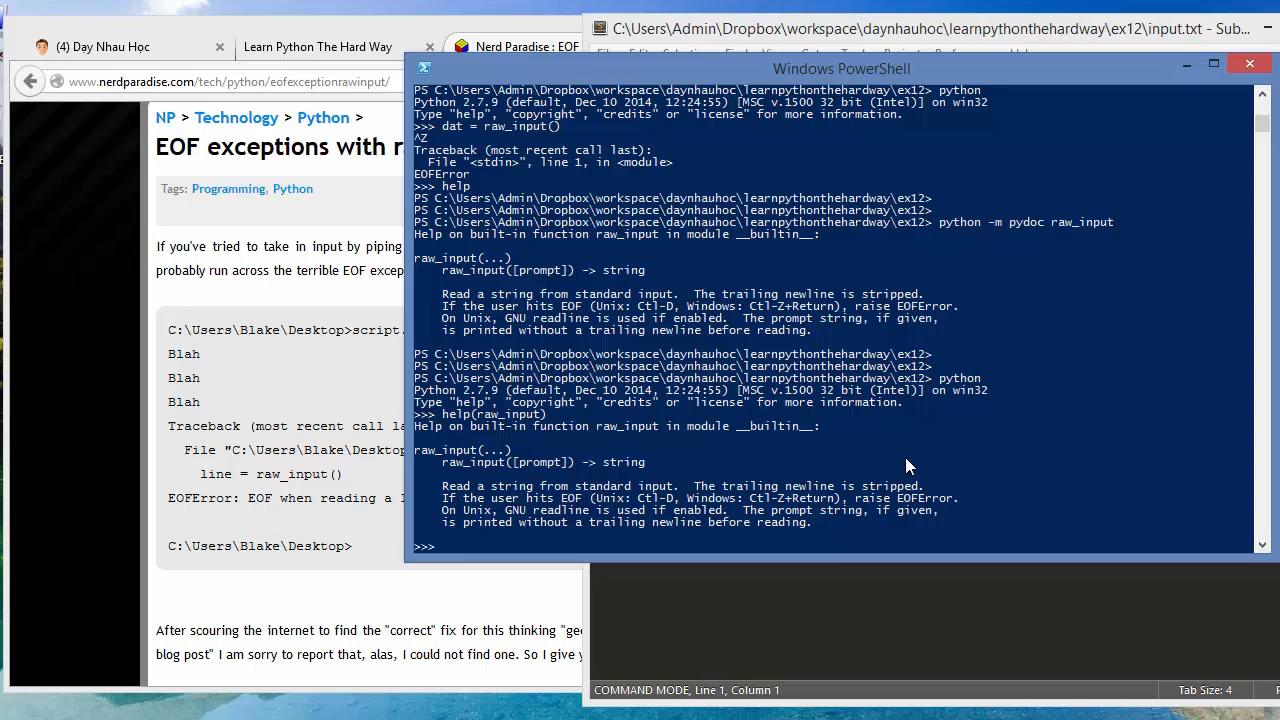 (4) Day Nhau Học
Learn Python The Hard Way
Nerd Paradise : EOF
www.nerdparadise.com/tech/python/eofexceptionrawinput/
NP > Technology > Python >
EOF exceptions with r
Tags: Programming, Python
If you've tried to take in input by piping
probably run across the terrible EOF excep
C:\Users\Blake\Desktop>script.
Blah
Blah
Blah
Traceback (most recent call la
File "C:\Users\Blake\Desktop
line = raw_input()
EOFError: EOF when reading a l
C:\Users\Blake\Desktop>
After scouring the internet to find the "correct" fix for this thinking "gee
blog post" I am sorry to report that, alas, I could not find one. So I give y
C:\Users\Admin\Dropbox\workspace\daynhauhoc\learnpythonthehardway\ex12\input.txt - Sub...
Windows PowerShell
PS C:\Users\Admin\Dropbox\workspace\daynhauhoc\learnpythonthehardway\ex12> python
Python 2.7.9 (default, Dec 10 2014, 12:24:55) [MSC v.1500 32 bit (Intel)] on win32
Type "help", "copyright", "credits" or "license" for more information.
>>> dat = raw_input()
^Z
Traceback (most recent call last):
File "<stdin>", line 1, in <module>
EOFError
>>> help
PS C:\Users\Admin\Dropbox\workspace\daynhauhoc\learnpythonthehardway\ex12>
PS C:\Users\Admin\Dropbox\workspace\daynhauhoc\learnpythonthehardway\ex12>
PS C:\Users\Admin\Dropbox\workspace\daynhauhoc\learnpythonthehardway\ex12> python -m pydoc raw_input
Help on built-in function raw_input in module __builtin__:
raw_input(...)
raw_input([prompt]) -> string
Read a string from standard input.  The trailing newline is stripped.
If the user hits EOF (Unix: Ctl-D, Windows: Ctl-Z+Return), raise EOFError.
On Unix, GNU readline is used if enabled.  The prompt string, if given,
is printed without a trailing newline before reading.
PS C:\Users\Admin\Dropbox\workspace\daynhauhoc\learnpythonthehardway\ex12>
PS C:\Users\Admin\Dropbox\workspace\daynhauhoc\learnpythonthehardway\ex12>
PS C:\Users\Admin\Dropbox\workspace\daynhauhoc\learnpythonthehardway\ex12> python
Python 2.7.9 (default, Dec 10 2014, 12:24:55) [MSC v.1500 32 bit (Intel)] on win32
Type "help", "copyright", "credits" or "license" for more information.
>>> help(raw_input)
Help on built-in function raw_input in module __builtin__:
raw_input(...)
raw_input([prompt]) -> string
Read a string from standard input.  The trailing newline is stripped.
If the user hits EOF (Unix: Ctl-D, Windows: Ctl-Z+Return), raise EOFError.
On Unix, GNU readline is used if enabled.  The prompt string, if given,
is printed without a trailing newline before reading.
>>>
COMMAND MODE, Line 1, Column 1
Tab Size: 4